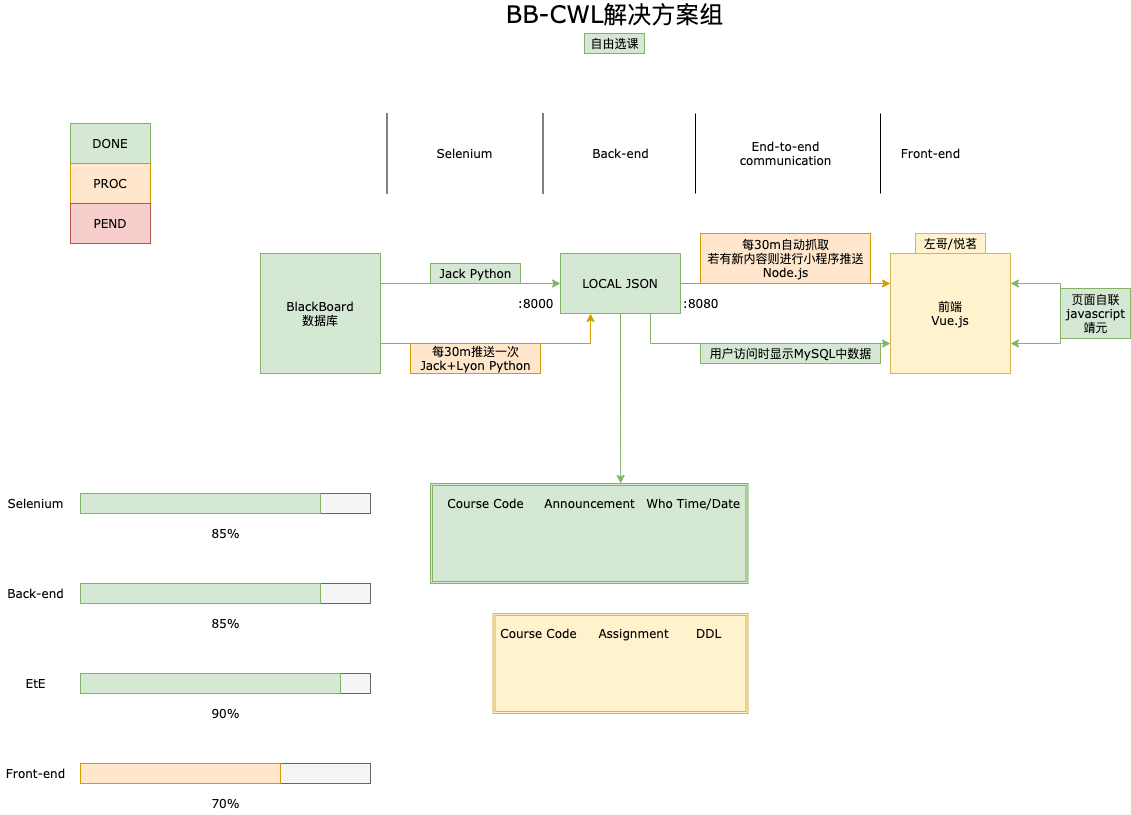 BB-CWL解决方案组
自由选课
DONE
PROC
PEND
Selenium
Back-end
End-to-end
communication
Front-end
BlackBoard
数据库
Jack Python
:8000
每30m推送一次
Jack+Lyon Python
LOCAL JSON
:8080
每30m自动抓取
若有新内容则进行小程序推送
Node.js
用户访问时显示MySQL中数据
左哥/悦茗
前端
Vue.js
页面自联
javascript
靖元
Course Code Announcement Who Time/Date
Course Code Assignment DDL
Selenium
85%
Back-end
85%
EtE
90%
Front-end
70%